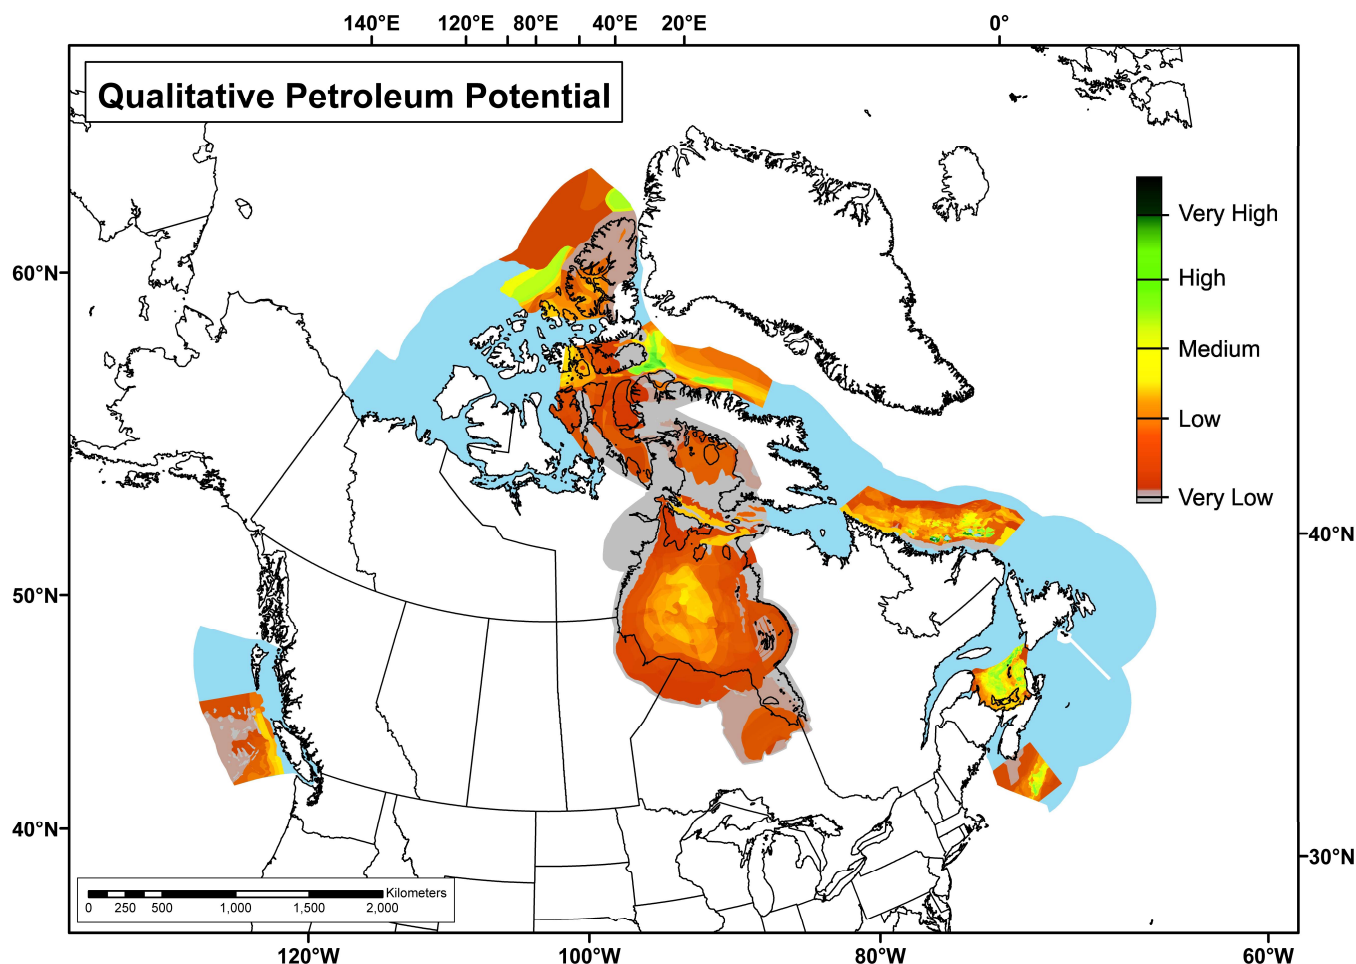 140°E 120°E 80°E 40°E 20°E 0°
Qualitative Petroleum Potential
Very High
High
Medium
Low
Very Low
60°N
50°N
40°N
40°N
30°N
Kilometers
0 250 500 1,000 1,500 2,000
120°W 100°W 80°W 60°W